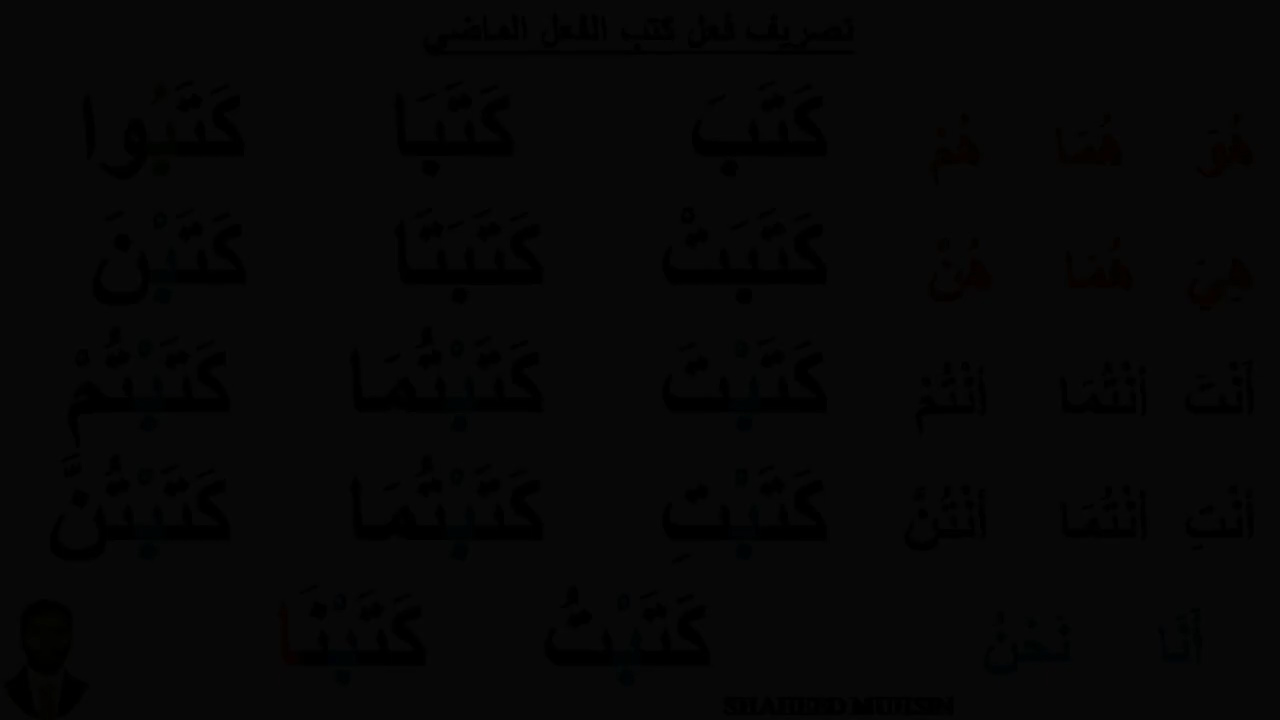 تصريف فعل كتب الفعل الماضي
هُوَ هُمَا هُمْ كَتَبَ كَتَبَا كَتَبُوا
هِيَ هُمَا هُنَّ كَتَبَتْ كَتَبَتَا كَتَبْنَ
أَنْتَ أَنْتُمَا أَنْتُمْ كَتَبْتَ كَتَبْتُمَا كَتَبْتُمْ
أَنْتِ أَنْتُمَا أَنْتُنَّ كَتَبْتِ كَتَبْتُمَا كَتَبْتُنَّ
أَنَا نَحْنُ كَتَبْتُ كَتَبْنَا
SHAHEED MUHSIN